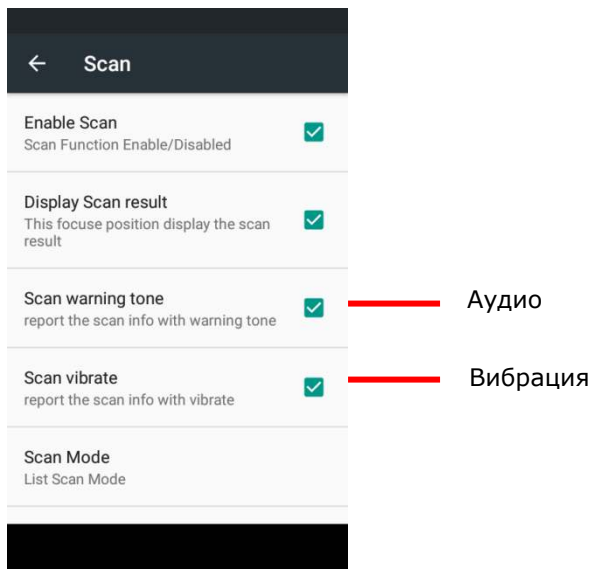 Scan
Enable Scan
Scan Function Enable/Disabled
Display Scan result
This focuse position display the scan
result
Scan warning tone
report the scan info with warning tone
Аудио
Scan vibrate
report the scan info with vibrate
Вибрация
Scan Mode
List Scan Mode